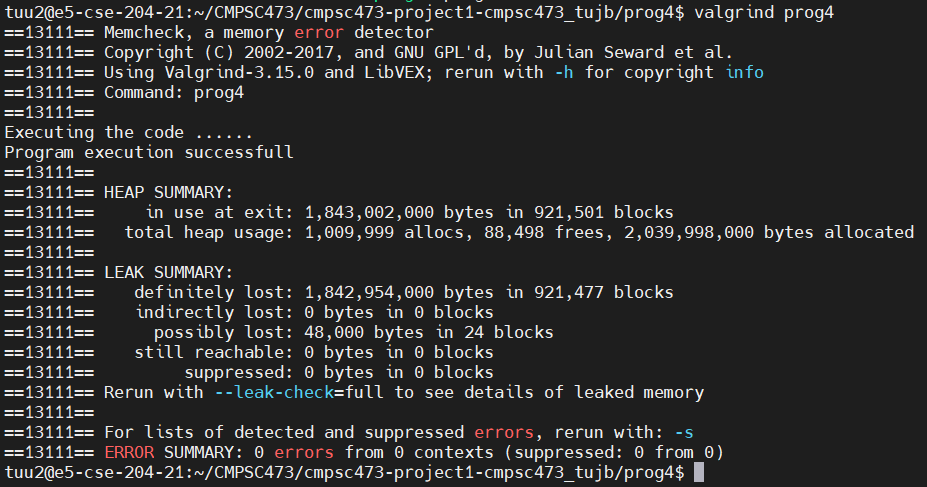 tuu2@e5-cse-204-21:~/CMPSC473/cmpsc473-project1-cmpsc473_tujb/prog4$ valgrind prog4
==13111== Memcheck, a memory error detector
==13111== Copyright (C) 2002-2017, and GNU GPL'd, by Julian Seward et al.
==13111== Using Valgrind-3.15.0 and LibVEX; rerun with -h for copyright info
==13111== Command: prog4
==13111==
Executing the code ......
Program execution successfull
==13111==
==13111== HEAP SUMMARY:
==13111==     in use at exit: 1,843,002,000 bytes in 921,501 blocks
==13111==   total heap usage: 1,009,999 allocs, 88,498 frees, 2,039,998,000 bytes allocated
==13111==
==13111== LEAK SUMMARY:
==13111==    definitely lost: 1,842,954,000 bytes in 921,477 blocks
==13111==    indirectly lost: 0 bytes in 0 blocks
==13111==      possibly lost: 48,000 bytes in 24 blocks
==13111==    still reachable: 0 bytes in 0 blocks
==13111==         suppressed: 0 bytes in 0 blocks
==13111== Rerun with --leak-check=full to see details of leaked memory
==13111==
==13111== For lists of detected and suppressed errors, rerun with: -s
==13111== ERROR SUMMARY: 0 errors from 0 contexts (suppressed: 0 from 0)
tuu2@e5-cse-204-21:~/CMPSC473/cmpsc473-project1-cmpsc473_tujb/prog4$